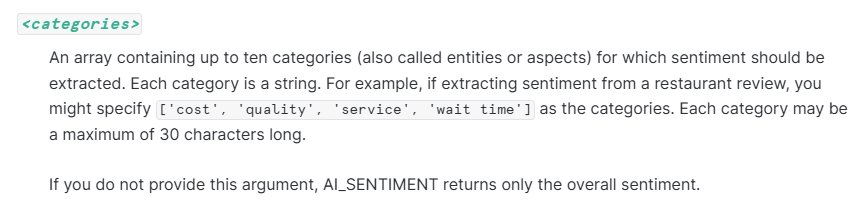 <categories>
An array containing up to ten categories (also called entities or aspects) for which sentiment should be
extracted. Each category is a string. For example, if extracting sentiment from a restaurant review, you
might specify ['cost', 'quality', 'service', 'wait time'] as the categories. Each category may be
a maximum of 30 characters long.
If you do not provide this argument, AI_SENTIMENT returns only the overall sentiment.